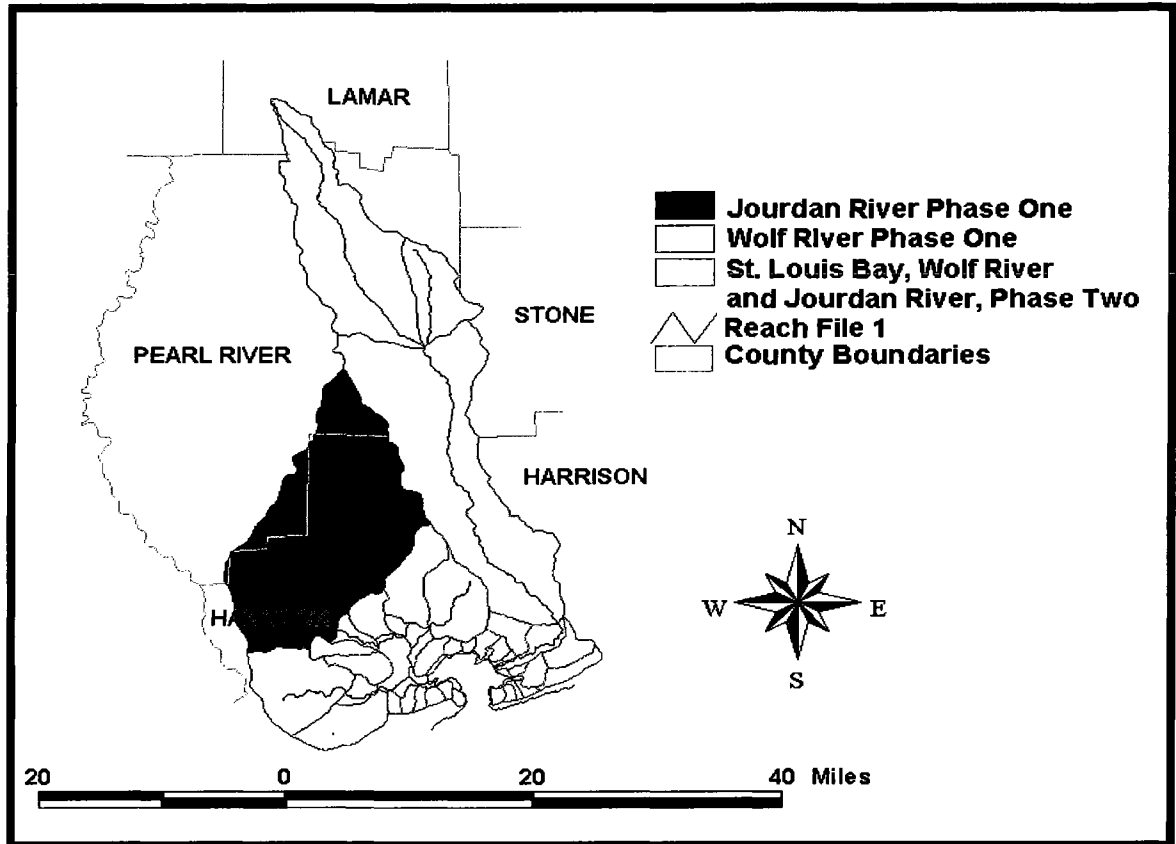 LAMAR
Jourdan River Phase One
Wolf River Phase One
St. Louis Bay, Wolf River
and Jourdan River, Phase Two
Reach File 1
County Boundaries
STONE
PEARL RIVER
HARRISON
N
W
E
S
20 0 20 40 Miles